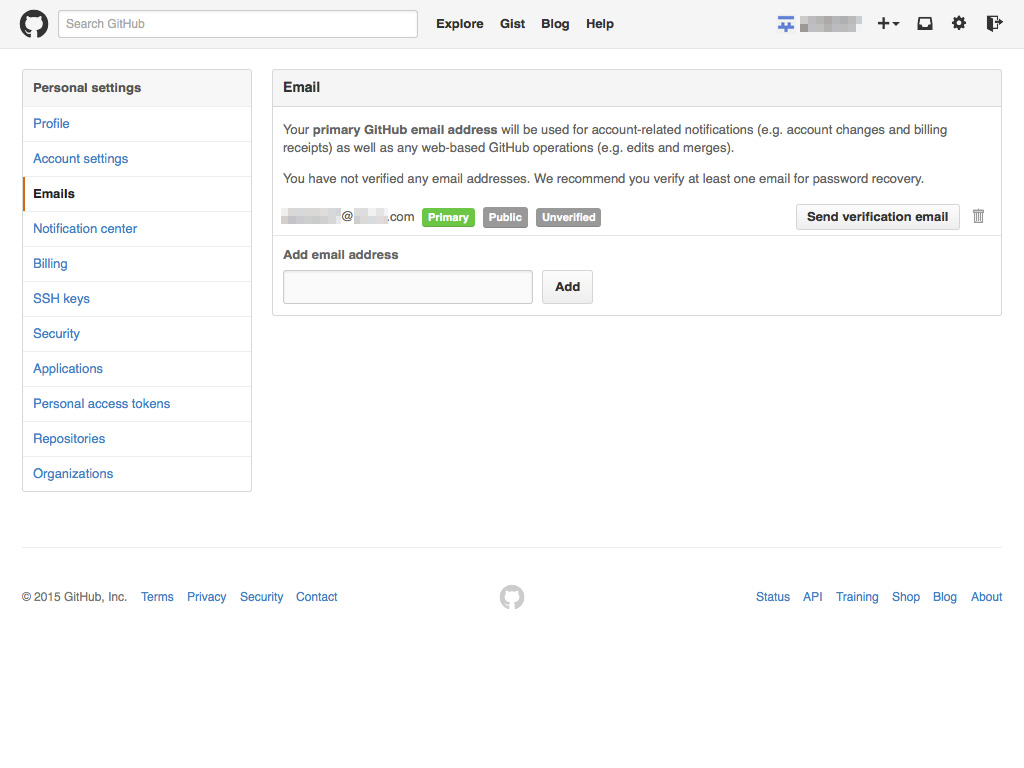 Search GitHub
Explore Gist Blog Help
Personal settings
Profile
Account settings
Emails
Notification center
Billing
SSH keys
Security
Applications
Personal access tokens
Repositories
Organizations
Email
Your primary GitHub email address will be used for account-related notifications (e.g. account changes and billing
receipts) as well as any web-based GitHub operations (e.g. edits and merges).
You have not verified any email addresses. We recommend you verify at least one email for password recovery.
@ .com Primary Public Unverified Send verification email
Add email address
Add
© 2015 GitHub, Inc. Terms Privacy Security Contact
Status API Training Shop Blog About